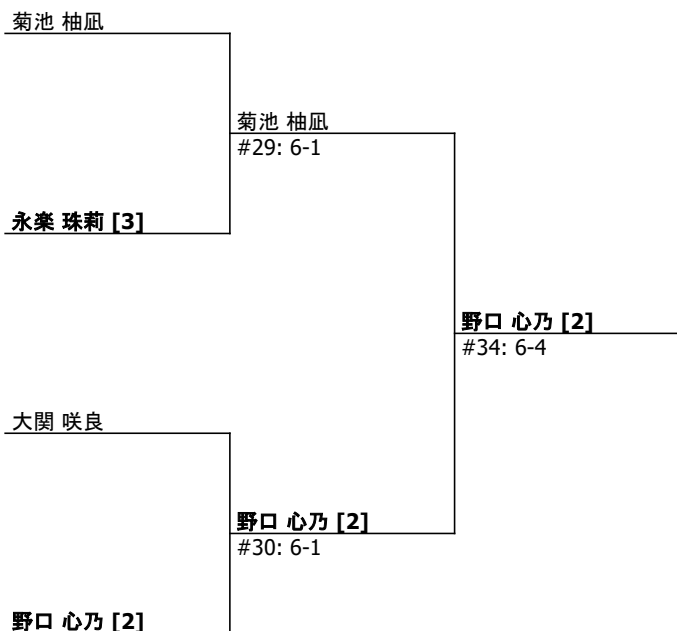 菊池 柚凪
菊池 柚凪
#29: 6-1
永楽 珠莉 [3]
野口 心乃 [2]
#34: 6-4
大関 咲良
野口 心乃 [2]
#30: 6-1
野口 心乃 [2]